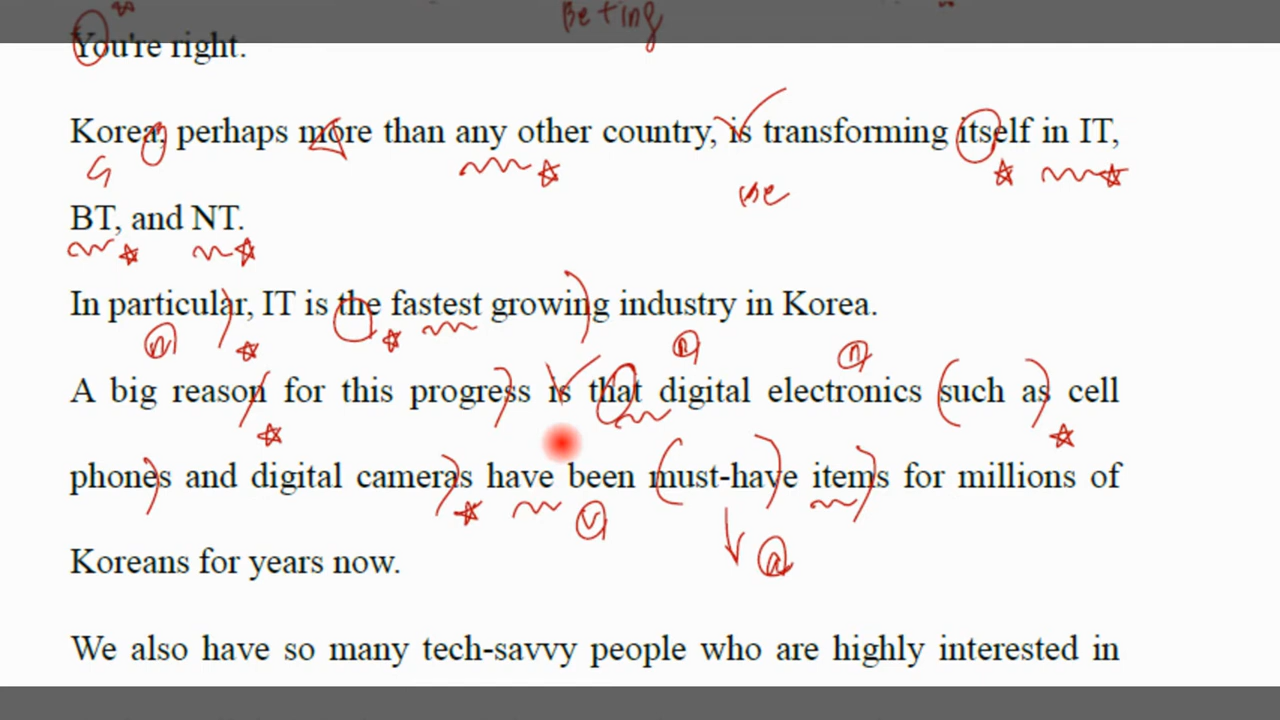 Be + ing
You're right.
Korea, perhaps more than any other country, is transforming itself in IT,
BT, and NT.
In particular, IT is the fastest growing industry in Korea.
n
n
n
A big reason for this progress is that digital electronics such as cell
phones and digital cameras have been must-have items for millions of
v
a
Koreans for years now.
We also have so many tech-savvy people who are highly interested in